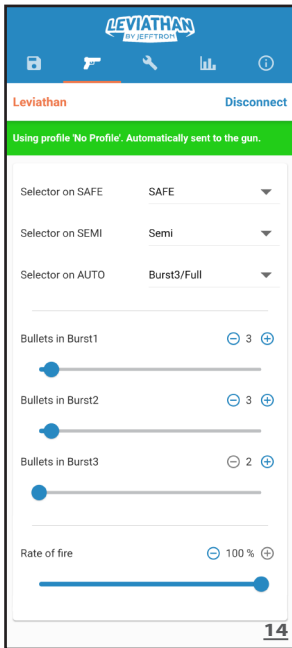 LEVIATHAN
BY JEFFTRON
Leviathan Disconnect
Using profile 'No Profile'. Automatically sent to the gun.
Selector on SAFE SAFE
Selector on SEMI Semi
Selector on AUTO Burst3/Full
Bullets in Burst1 3
Bullets in Burst2 3
Bullets in Burst3 2
Rate of fire 100 %
14